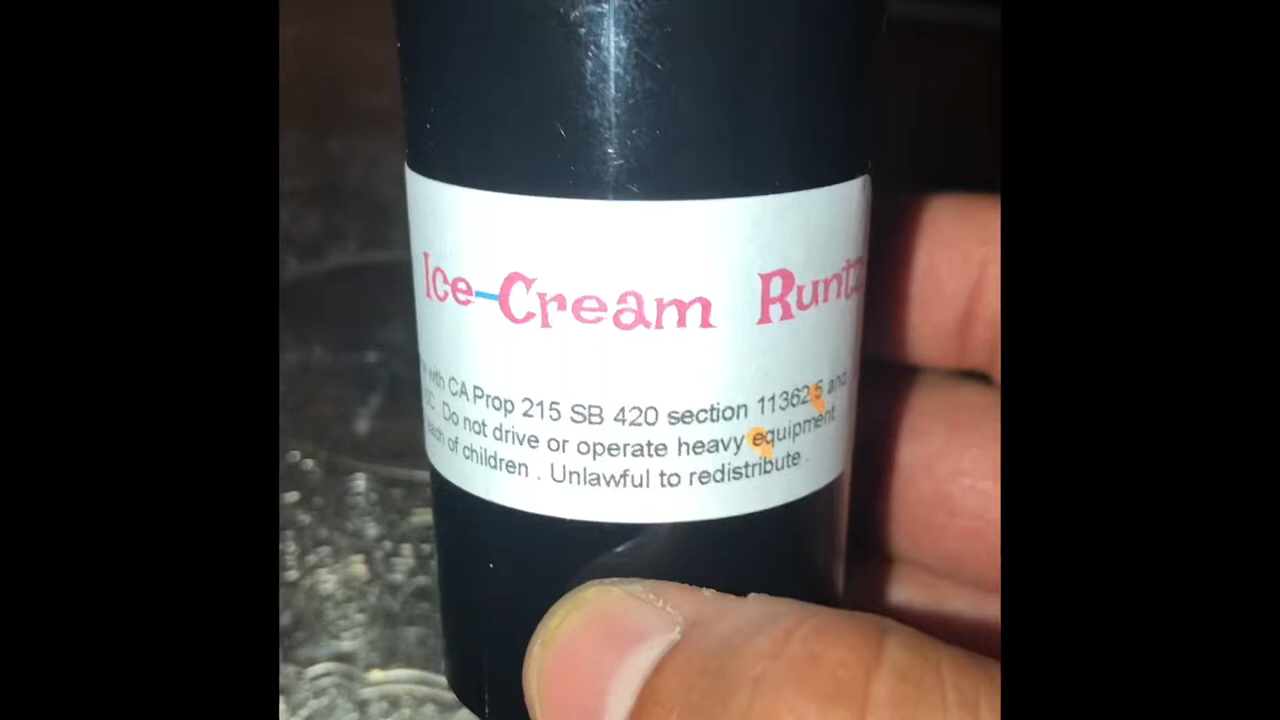 Ice-Cream Runtz
with CA Prop 215 SB 420 section 11362.5 and
Do not drive or operate heavy equipment
of children . Unlawful to redistribute .